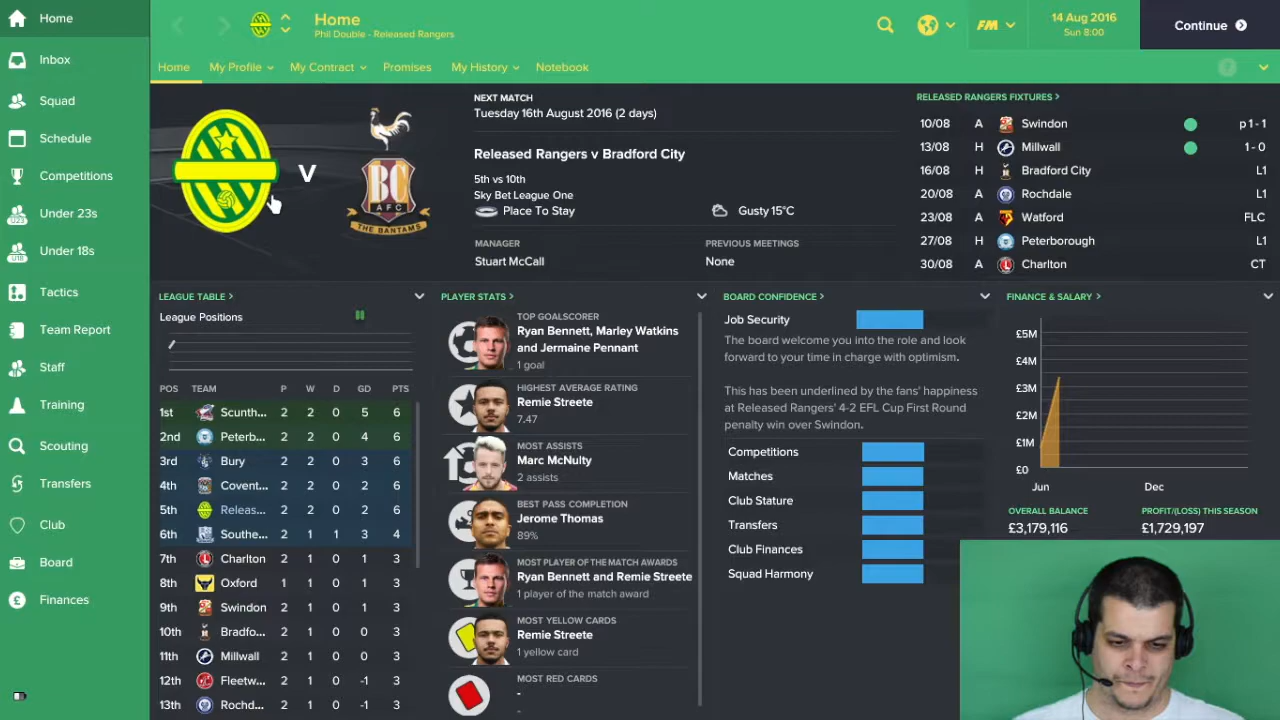 Home
Inbox
Squad
Schedule
Competitions
Under 23s
Under 18s
Tactics
Team Report
Staff
Training
Scouting
Transfers
Club
Board
Finances
Home
Phil Double - Released Rangers
FM
14 Aug 2016
Sun 8:00
Continue
Home My Profile My Contract Promises My History Notebook
BC
AFC
THE BANTAMS
V
NEXT MATCH
Tuesday 16th August 2016 (2 days)
Released Rangers v Bradford City
5th vs 10th
Sky Bet League One
Place To Stay Gusty 15°C
MANAGER PREVIOUS MEETINGS
Stuart McCall None
RELEASED RANGERS FIXTURES >
10/08 A Swindon p 1 - 1
13/08 H Millwall 1 - 0
16/08 H Bradford City L1
20/08 A Rochdale L1
23/08 A Watford FLC
27/08 H Peterborough L1
30/08 A Charlton CT
LEAGUE TABLE >
League Positions
POS TEAM P W D GD PTS
1st Scunth... 2 2 0 5 6
2nd Peterb... 2 2 0 4 6
3rd Bury 2 2 0 3 6
4th Covent... 2 2 0 2 6
5th Releas... 2 2 0 2 6
6th Southe... 2 1 1 3 4
7th Charlton 2 1 0 1 3
8th Oxford 1 1 0 1 3
9th Swindon 2 1 0 1 3
10th Bradfo... 2 1 0 0 3
11th Millwall 2 1 0 0 3
12th Fleetw... 2 1 0 -1 3
13th Rochd... 2 1 0 -1 3
PLAYER STATS >
TOP GOALSCORER
Ryan Bennett, Marley Watkins
and Jermaine Pennant
1 goal
HIGHEST AVERAGE RATING
Remie Streete
7.47
MOST ASSISTS
Marc McNulty
2 assists
BEST PASS COMPLETION
Jerome Thomas
89%
MOST PLAYER OF THE MATCH AWARDS
Ryan Bennett and Remie Streete
1 player of the match award
MOST YELLOW CARDS
Remie Streete
1 yellow card
MOST RED CARDS
-
-
BOARD CONFIDENCE >
Job Security
The board welcome you into the role and look
forward to your time in charge with optimism.
This has been underlined by the fans' happiness
at Released Rangers' 4-2 EFL Cup First Round
penalty win over Swindon.
Competitions
Matches
Club Stature
Transfers
Club Finances
Squad Harmony
FINANCE & SALARY >
£5M
£4M
£3M
£2M
£1M
£0
Jun Dec
OVERALL BALANCE PROFIT/(LOSS) THIS SEASON
£3,179,116 £1,729,197